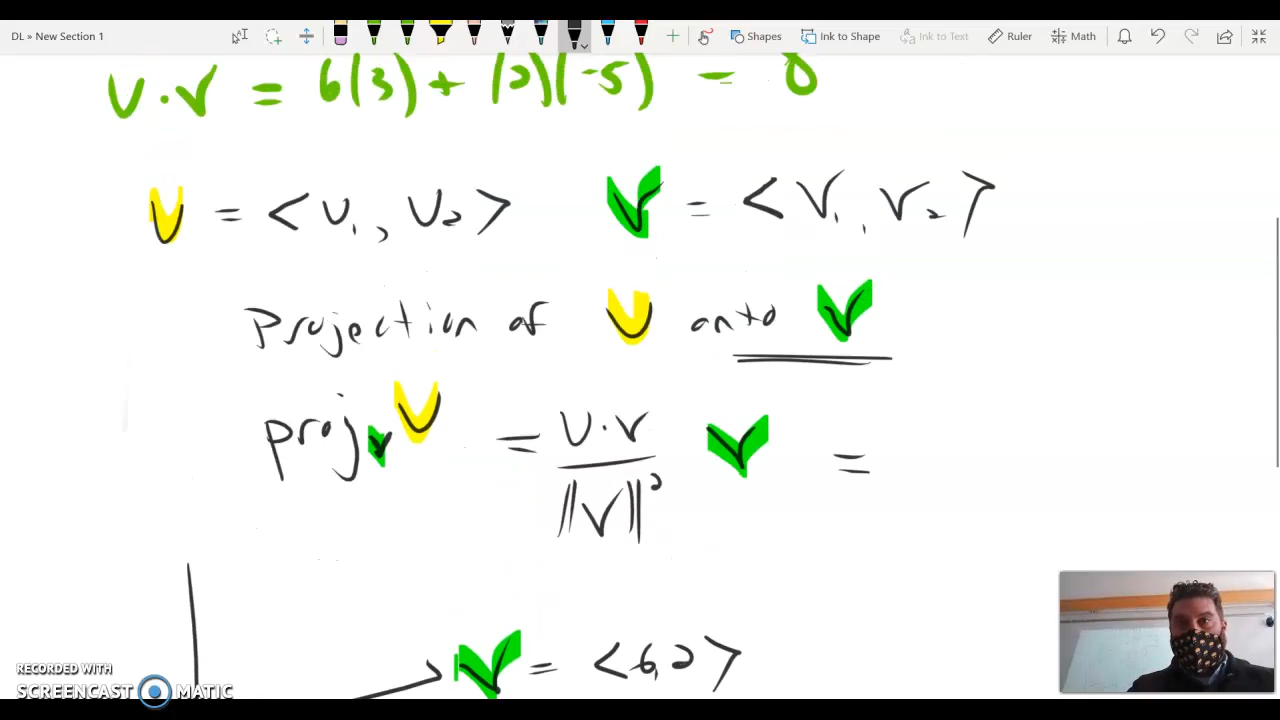 DL » New Section 1
Shapes Ink to Shape Ink to Text Ruler Math
U · V = 6(3) + (2)(-5) = 8
U = < U₁, U₂ > V = < V₁, V₂ >
Projection of U onto V
proj_V U = U·V / ||V||² V =
V = <6,2>
RECORDED WITH
SCREENCAST MATIC